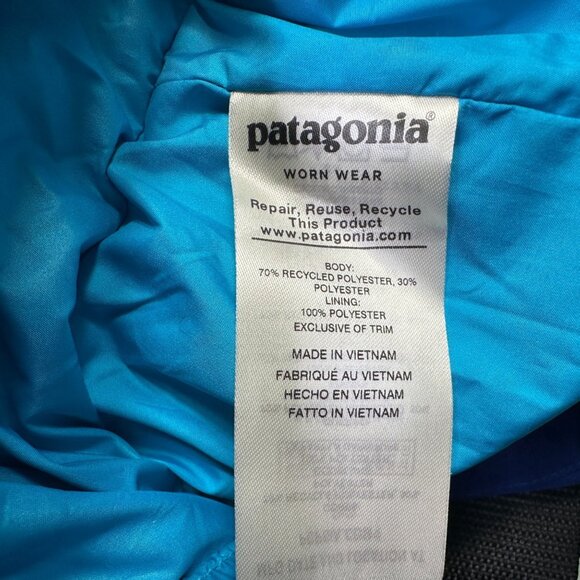 patagonia®
WORN WEAR
Repair, Reuse, Recycle
This Product
www.patagonia.com
BODY:
70% RECYCLED POLYESTER, 30%
POLYESTER
LINING:
100% POLYESTER
EXCLUSIVE OF TRIM
MADE IN VIETNAM
FABRIQUÉ AU VIETNAM
HECHO EN VIETNAM
FATTO IN VIETNAM